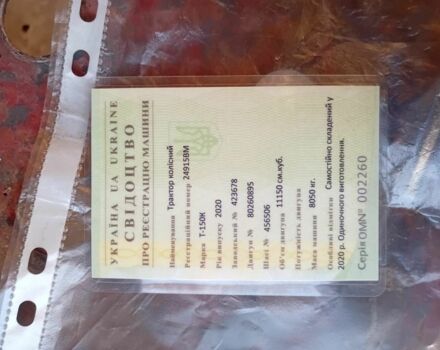 УКРАЇНА UA UKRAINE
СВІДОЦТВО
ПРО РЕЄСТРАЦІЮ МАШИНИ
Найменування Трактор колісний
Реєстраційний номер 24915ВМ
Марка Т-150К
Рік випуску 2020
Заводський № 423678
Двигун № 80260895
Шасі № 456506
Об'єм двигуна 11150 см.куб.
Потужність двигуна
Маса машини 8050 кг.
Особливі відмітки Самостійно складений у
2020 р. Одиночного виготовлення.
Серія ОМ№ 002260